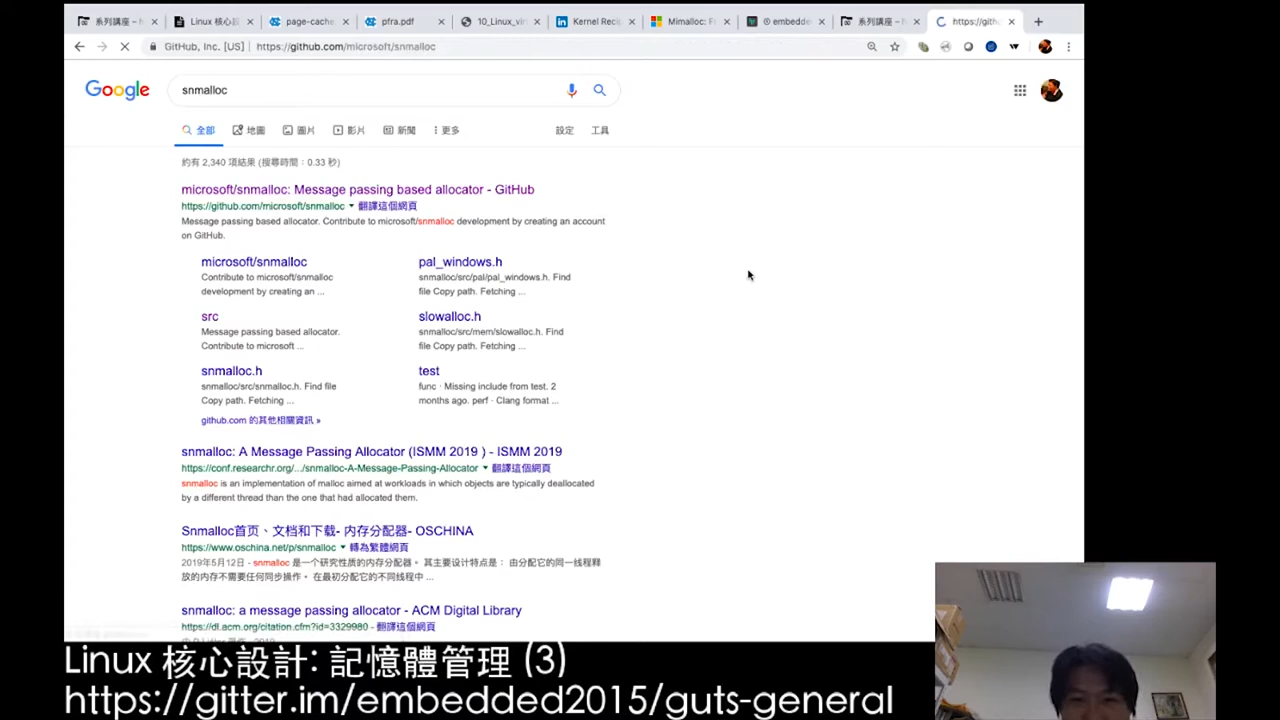 系列講座 –
Linux 核心設
page-cache
pfra.pdf
10_Linux_vir
Kernel Reci
Mimalloc: F
embedde
系列講座 –
https://gith
GitHub, Inc. [US]
https://github.com/microsoft/snmalloc
Google
snmalloc
全部
地圖
圖片
影片
新聞
更多
設定
工具
約有 2,340 項結果 (搜尋時間：0.33 秒)
microsoft/snmalloc: Message passing based allocator - GitHub
https://github.com/microsoft/snmalloc ▾ 翻譯這個網頁
Message passing based allocator. Contribute to microsoft/snmalloc development by creating an account
on GitHub.
microsoft/snmalloc
Contribute to microsoft/snmalloc
development by creating an ...
pal_windows.h
snmalloc/src/pal/pal_windows.h. Find
file Copy path. Fetching ...
src
Message passing based allocator.
Contribute to microsoft ...
slowalloc.h
snmalloc/src/mem/slowalloc.h. Find
file Copy path. Fetching ...
snmalloc.h
snmalloc/src/snmalloc.h. Find file
Copy path. Fetching ...
test
func · Missing include from test. 2
months ago. perf · Clang format ...
github.com 的其他相關資訊 »
snmalloc: A Message Passing Allocator (ISMM 2019 ) - ISMM 2019
https://conf.researchr.org/.../snmalloc-A-Message-Passing-Allocator ▾ 翻譯這個網頁
snmalloc is an implementation of malloc aimed at workloads in which objects are typically deallocated
by a different thread than the one that had allocated them.
Snmalloc首页、文档和下载- 内存分配器- OSCHINA
https://www.oschina.net/p/snmalloc ▾ 轉為繁體網頁
2019年5月12日 - snmalloc 是一个研究性质的内存分配器。 其主要设计特点是： 由分配它的同一线程释
放的内存不需要任何同步操作。 在最初分配它的不同线程中 ...
snmalloc: a message passing allocator - ACM Digital Library
https://dl.acm.org/citation.cfm?id=3329980 - 翻譯這個網頁
Linux 核心設計: 記憶體管理 (3)
https://gitter.im/embedded2015/guts-general